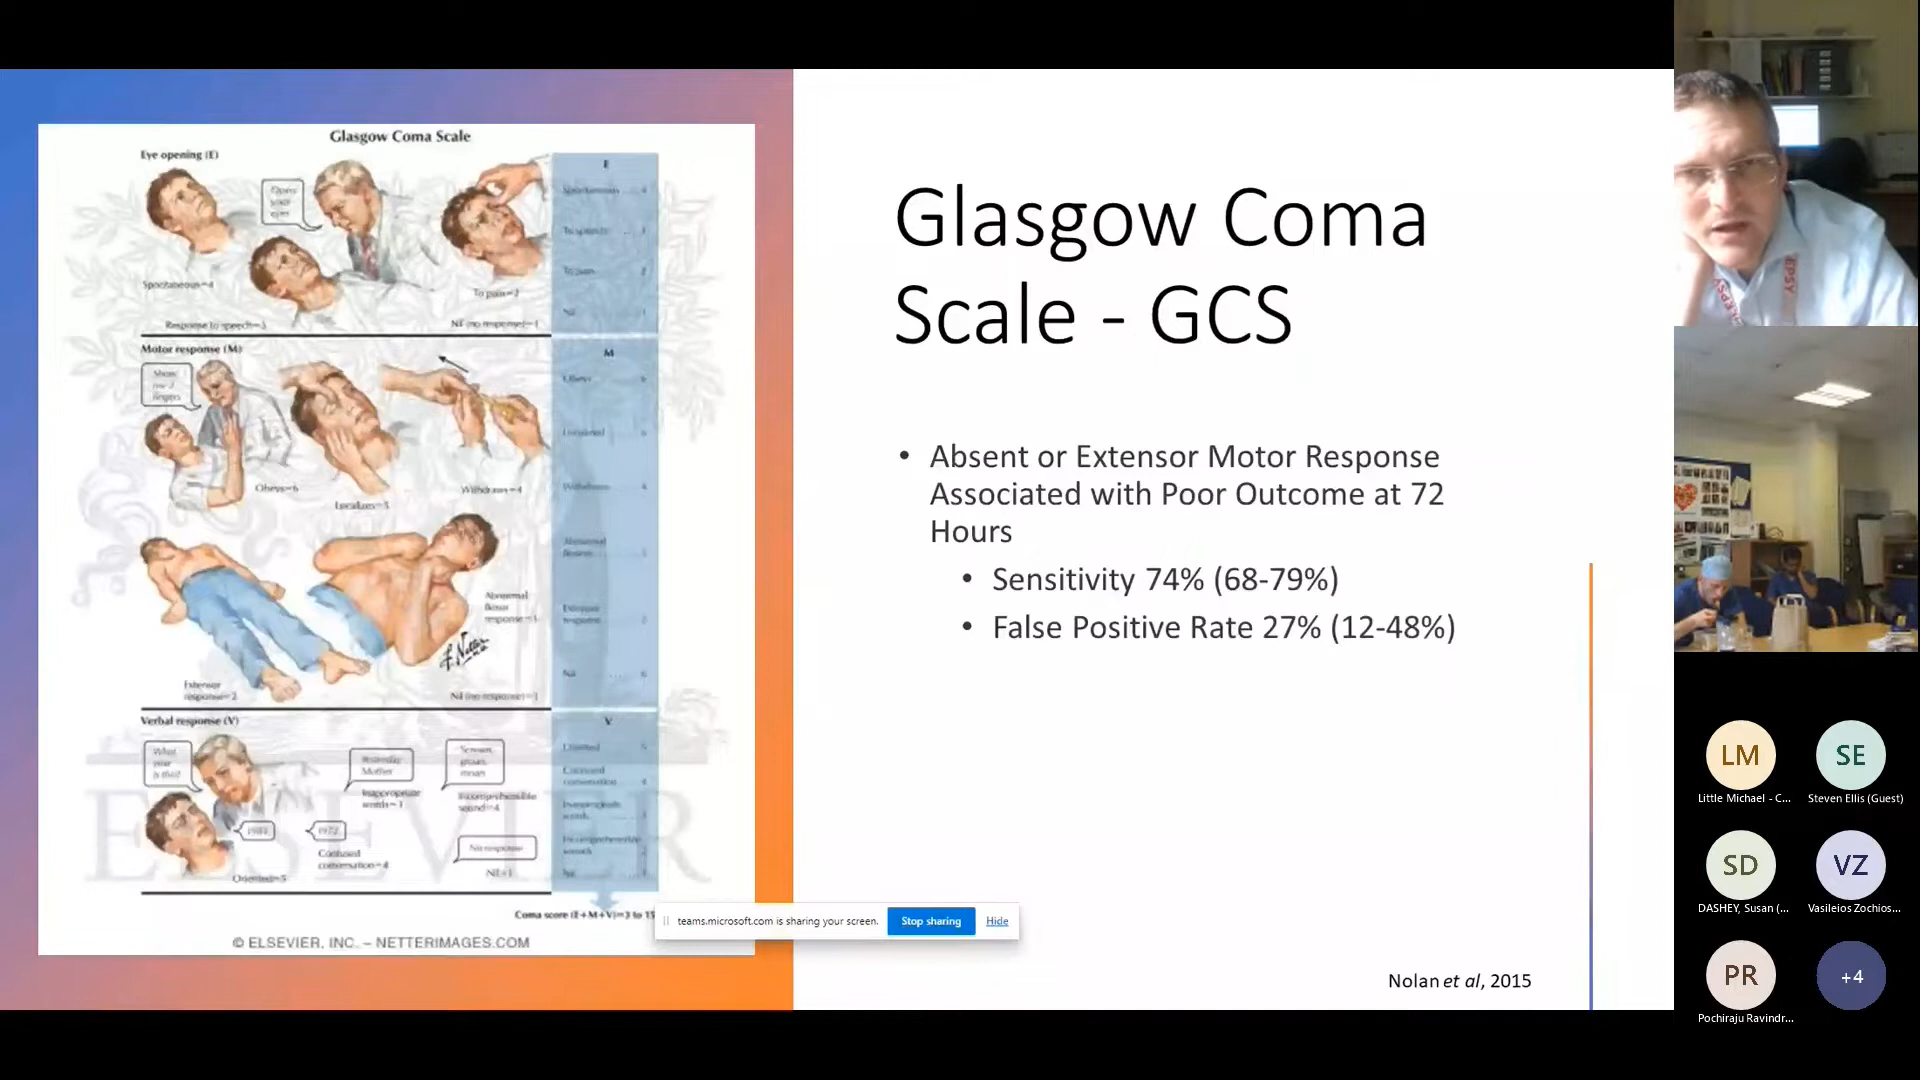 Glasgow Coma Scale
Eye opening (E)
Open
your
eyes
E
Spontaneous=4
To pain=2
Response to speech=3
Nil (no response)=1
Motor response (M)
Show
me 2
fingers
M
Obeys=6
Localizes=5
Withdraws=4
Abnormal
flexor
response=3
Extensor
response=2
Nil (no response)=1
Verbal response (V)
V
What
year
is this?
Yesterday
Mother
Inappropriate
words=3
Scream,
groan,
moan
Incomprehensible
Confused
conversation=4
No response
Nil=1
Oriented=5
Coma score (E+M+V)=3 to 15
ELSEVIER
© ELSEVIER, INC. – NETTERIMAGES.COM
Glasgow Coma
Scale - GCS
• Absent or Extensor Motor Response
Associated with Poor Outcome at 72
Hours
• Sensitivity 74% (68-79%)
• False Positive Rate 27% (12-48%)
Nolan et al, 2015
teams.microsoft.com is sharing your screen. Stop sharing Hide
LM SE
Little Michael - C... Steven Ellis (Guest)
SD VZ
DASHEY, Susan (... Vasileios Zochios...
PR +4
Pochiraju Ravindr...